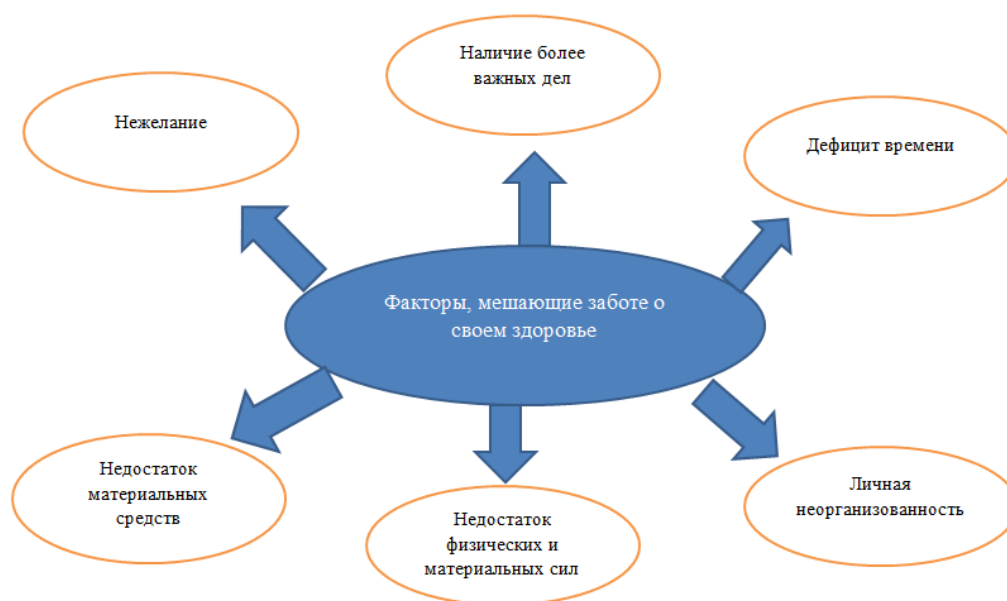 Наличие более
важных дел
Нежелание
Дефицит времени
Факторы, мешающие заботе о
своем здоровье
Недостаток
материальных
средств
Недостаток
физических и
материальных сил
Личная
неорганизованность